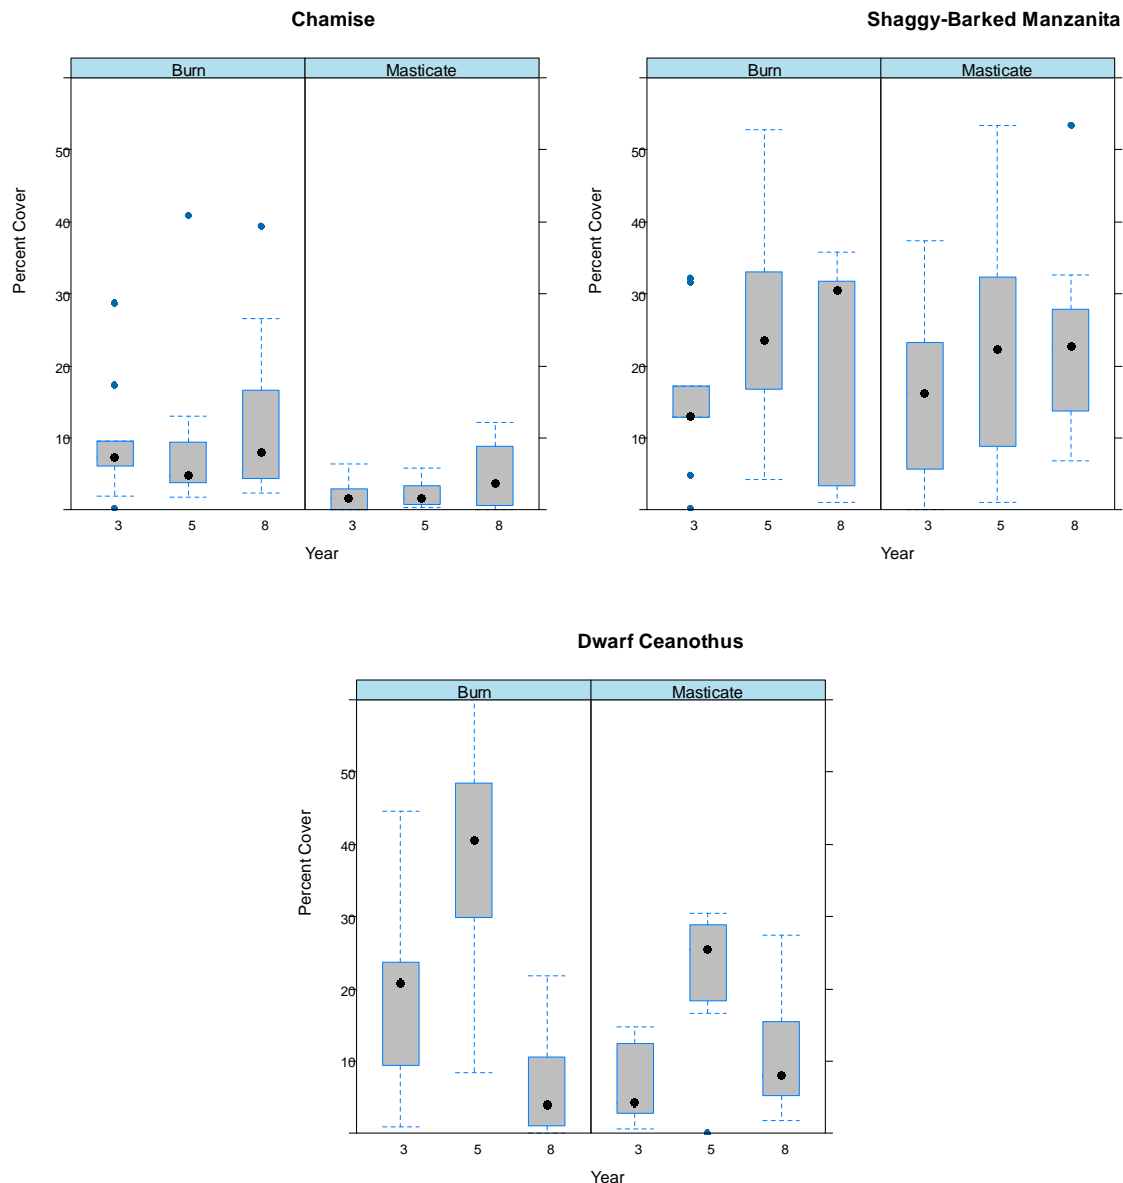 Chamise
Burn Masticate
50
40
30
20
10
Percent Cover
3 5 8 3 5 8
Year
Shaggy-Barked Manzanita
Burn Masticate
50
40
30
20
10
Percent Cover
3 5 8 3 5 8
Year
Dwarf Ceanothus
Burn Masticate
50
40
30
20
10
Percent Cover
3 5 8 3 5 8
Year